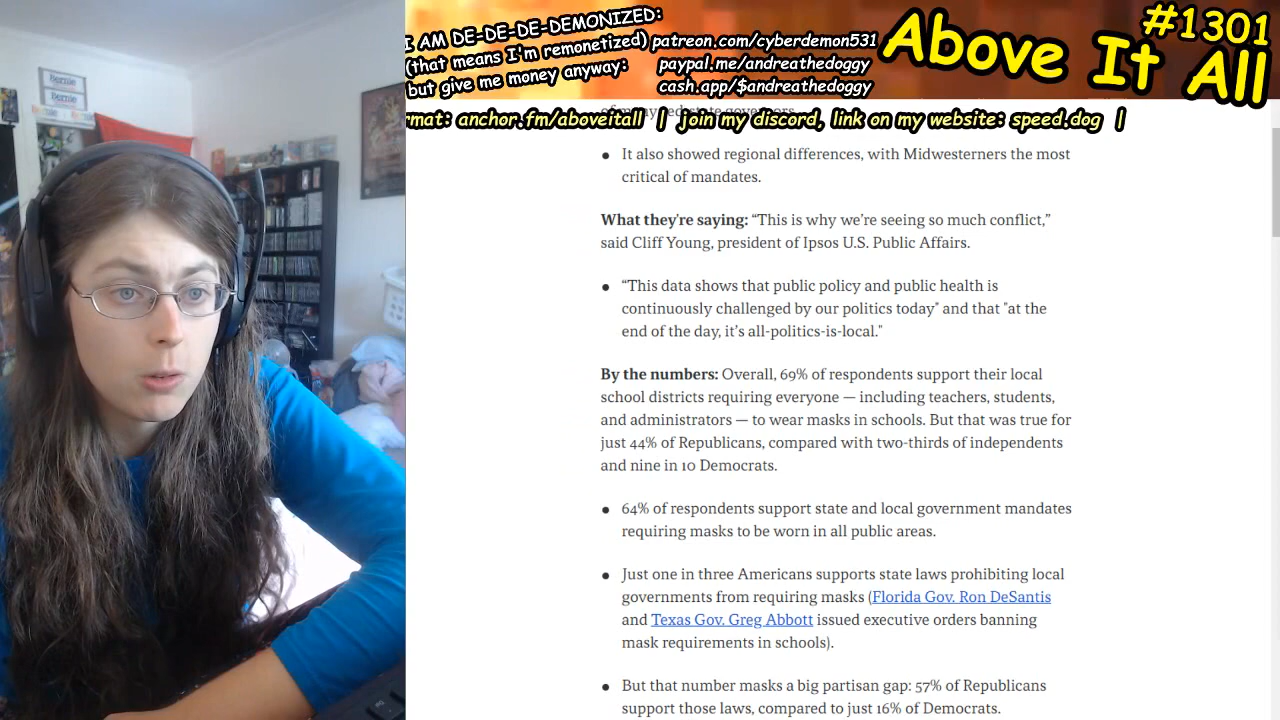 I AM DE-DE-DE-DEMONIZED:
(that means I'm remonetized)
but give me money anyway:
patreon.com/cyberdemon531
paypal.me/andreathedoggy
cash.app/$andreathedoggy
Above It All
#1301
rmat: anchor.fm/aboveitall | join my discord, link on my website: speed.dog |
Bernie
Bernie
It also showed regional differences, with Midwesterners the most
critical of mandates.
What they're saying: “This is why we’re seeing so much conflict,”
said Cliff Young, president of Ipsos U.S. Public Affairs.
“This data shows that public policy and public health is
continuously challenged by our politics today" and that "at the
end of the day, it’s all-politics-is-local."
By the numbers: Overall, 69% of respondents support their local
school districts requiring everyone — including teachers, students,
and administrators — to wear masks in schools. But that was true for
just 44% of Republicans, compared with two-thirds of independents
and nine in 10 Democrats.
64% of respondents support state and local government mandates
requiring masks to be worn in all public areas.
Just one in three Americans supports state laws prohibiting local
governments from requiring masks (Florida Gov. Ron DeSantis
and Texas Gov. Greg Abbott issued executive orders banning
mask requirements in schools).
But that number masks a big partisan gap: 57% of Republicans
support those laws, compared to just 16% of Democrats.